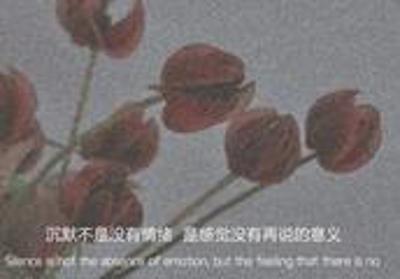 沉默不是没有情绪 是感觉没有再说的意义
Silence is not the absence of emotion, but the feeling that there is no